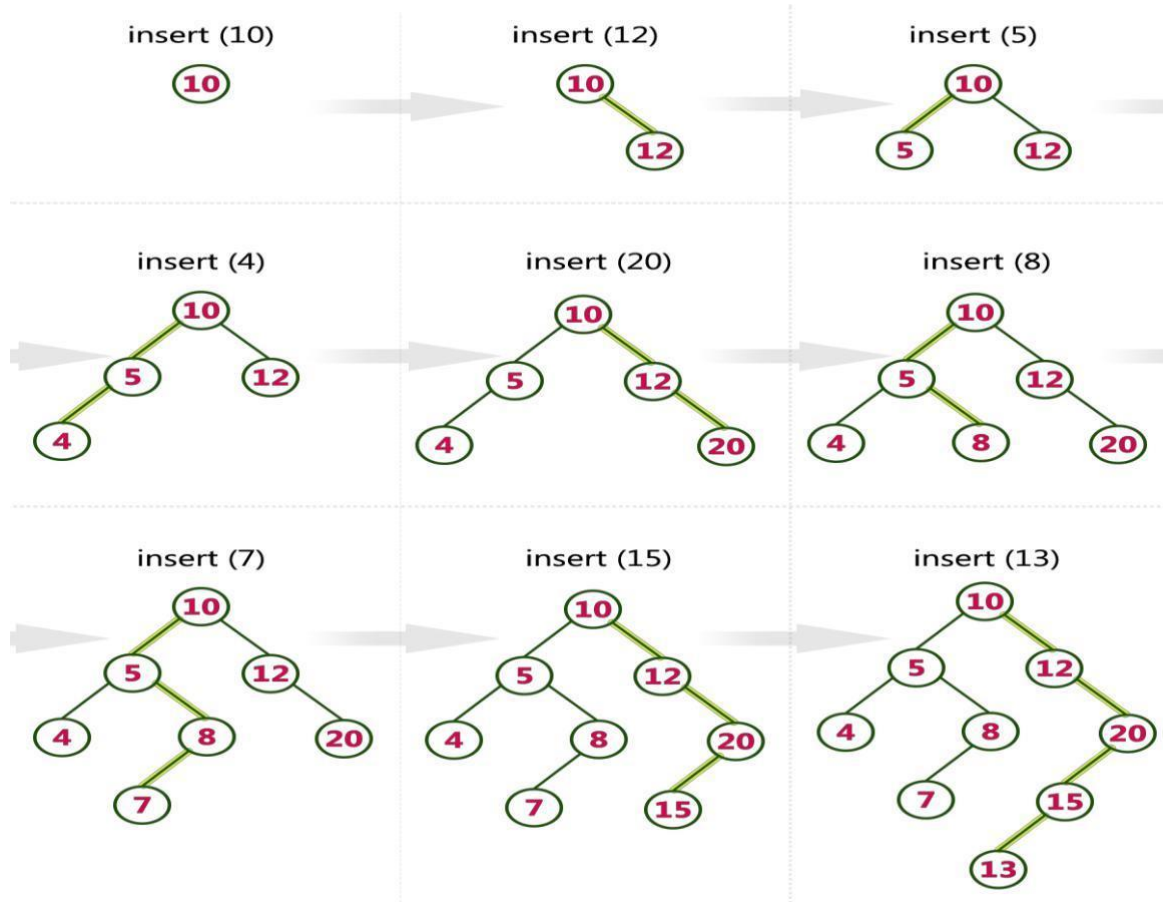 insert (10)
10
insert (12)
10
12
insert (5)
10
5 12
insert (4)
10
5 12
4
insert (20)
10
5 12
4 20
insert (8)
10
5 12
4 8 20
insert (7)
10
5 12
4 8 20
7
insert (15)
10
5 12
4 8 20
7 15
insert (13)
10
5 12
4 8 20
7 15
13